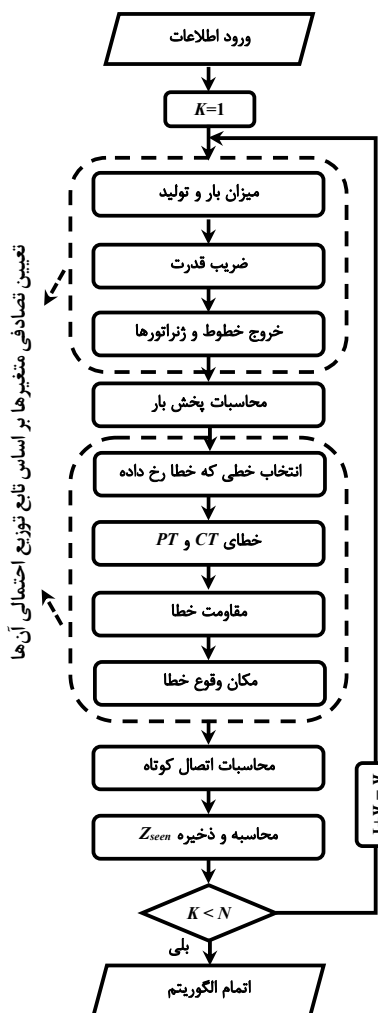 ورود اطلاعات
K=1
میزان بار و تولید
ضریب قدرت
خروج خطوط و ژنراتورها
تعیین تصادفی متغیرها بر اساس تابع توزیع احتمالی آن‌ها
محاسبات پخش بار
انتخاب خطی که خطا رخ داده
خطای CT و PT
مقاومت خطا
مکان وقوع خطا
محاسبات اتصال کوتاه
محاسبه و ذخیره Zseen
K < N
بلی
اتمام الگوریتم